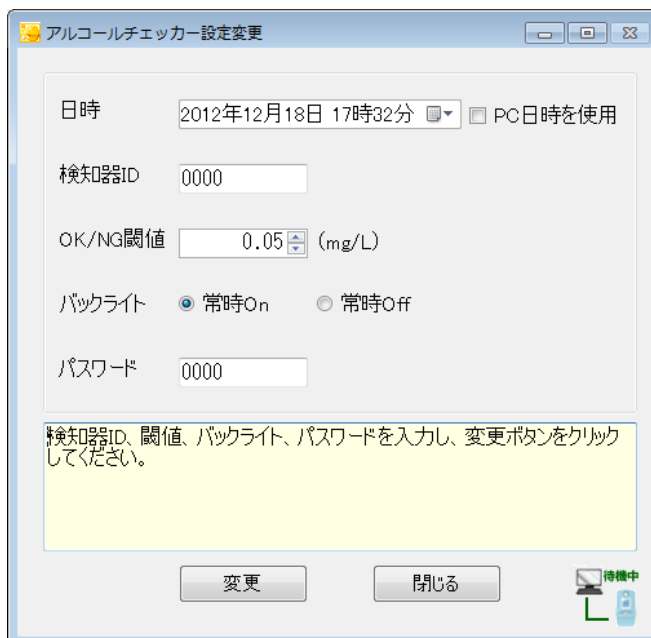 アルコールチェッカー設定変更
日時 2012年12月18日 17時32分 PC日時を使用
検知器ID 0000
OK/NG閾値 0.05 (mg/L)
バックライト 常時On 常時Off
パスワード 0000
検知器ID、閾値、バックライト、パスワードを入力し、変更ボタンをクリック
してください。
変更 閉じる
待機中